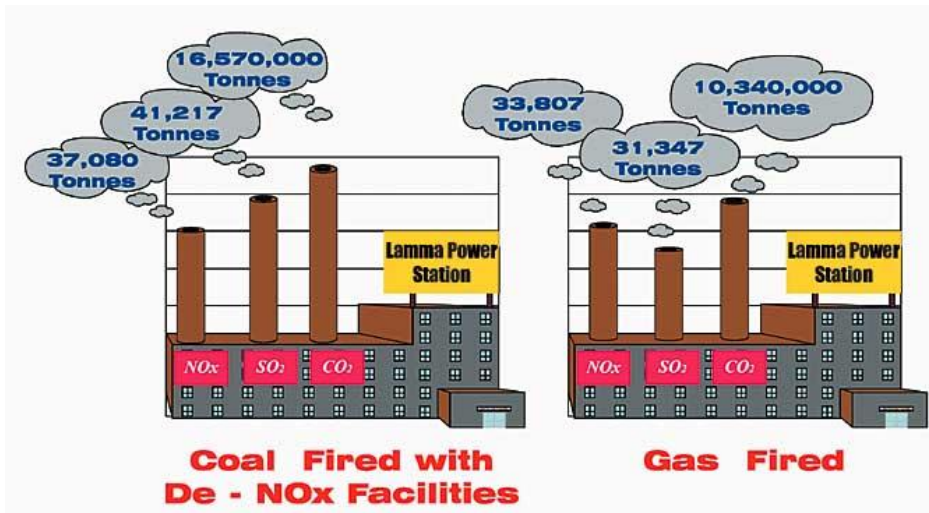 16,570,000
Tonnes
41,217
Tonnes
37,080
Tonnes
Lamma Power
Station
NOx
SO₂
CO₂
Coal Fired with
De - NOx Facilities
10,340,000
Tonnes
33,807
Tonnes
31,347
Tonnes
Lamma Power
Station
NOx
SO₂
CO₂
Gas Fired